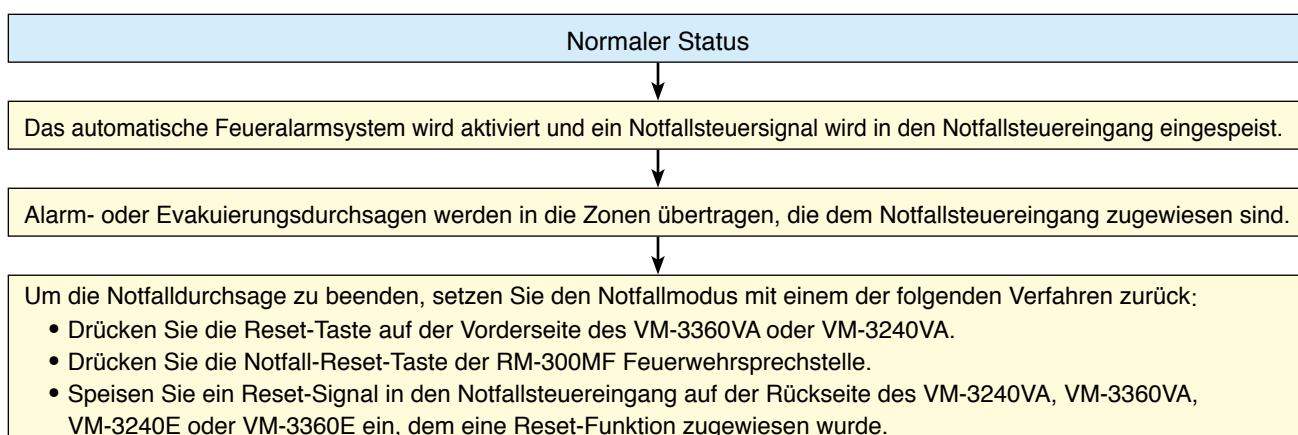 Normaler Status
Das automatische Feueralarmsystem wird aktiviert und ein Notfallsteuersignal wird in den Notfallsteuereingang eingespeist.
Alarm- oder Evakuierungsdurchsagen werden in die Zonen übertragen, die dem Notfallsteuereingang zugewiesen sind.
Um die Notfalldurchsage zu beenden, setzen Sie den Notfallmodus mit einem der folgenden Verfahren zurück:
• Drücken Sie die Reset-Taste auf der Vorderseite des VM-3360VA oder VM-3240VA.
• Drücken Sie die Notfall-Reset-Taste der RM-300MF Feuerwehrsprechstelle.
• Speisen Sie ein Reset-Signal in den Notfallsteuereingang auf der Rückseite des VM-3240VA, VM-3360VA,
VM-3240E oder VM-3360E ein, dem eine Reset-Funktion zugewiesen wurde.